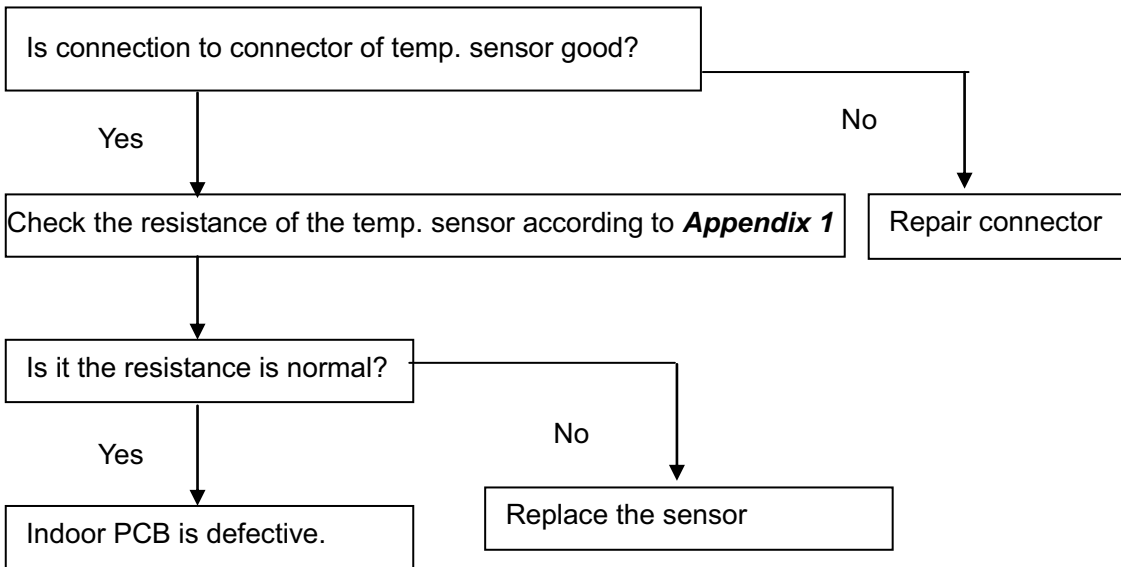 Is connection to connector of temp. sensor good?
Yes
No
Check the resistance of the temp. sensor according to Appendix 1
Repair connector
Is it the resistance is normal?
Yes
No
Replace the sensor
Indoor PCB is defective.